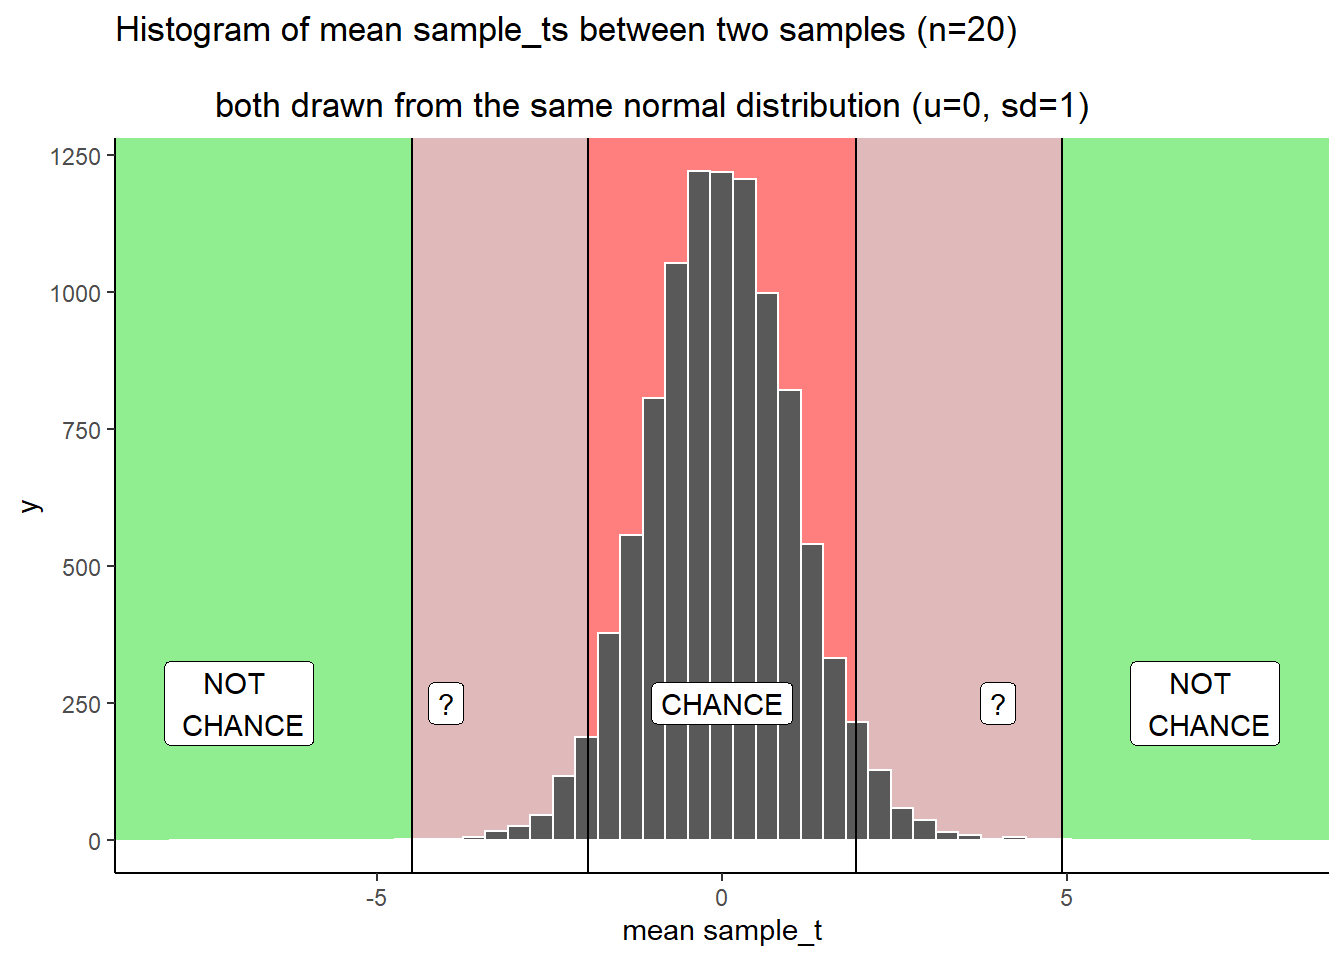 Histogram of mean sample_ts between two samples (n=20)
both drawn from the same normal distribution (u=0, sd=1)
1250
1000
750
500
250
0
y
NOT
CHANCE
?
CHANCE
?
NOT
CHANCE
-5
0
5
mean sample_t